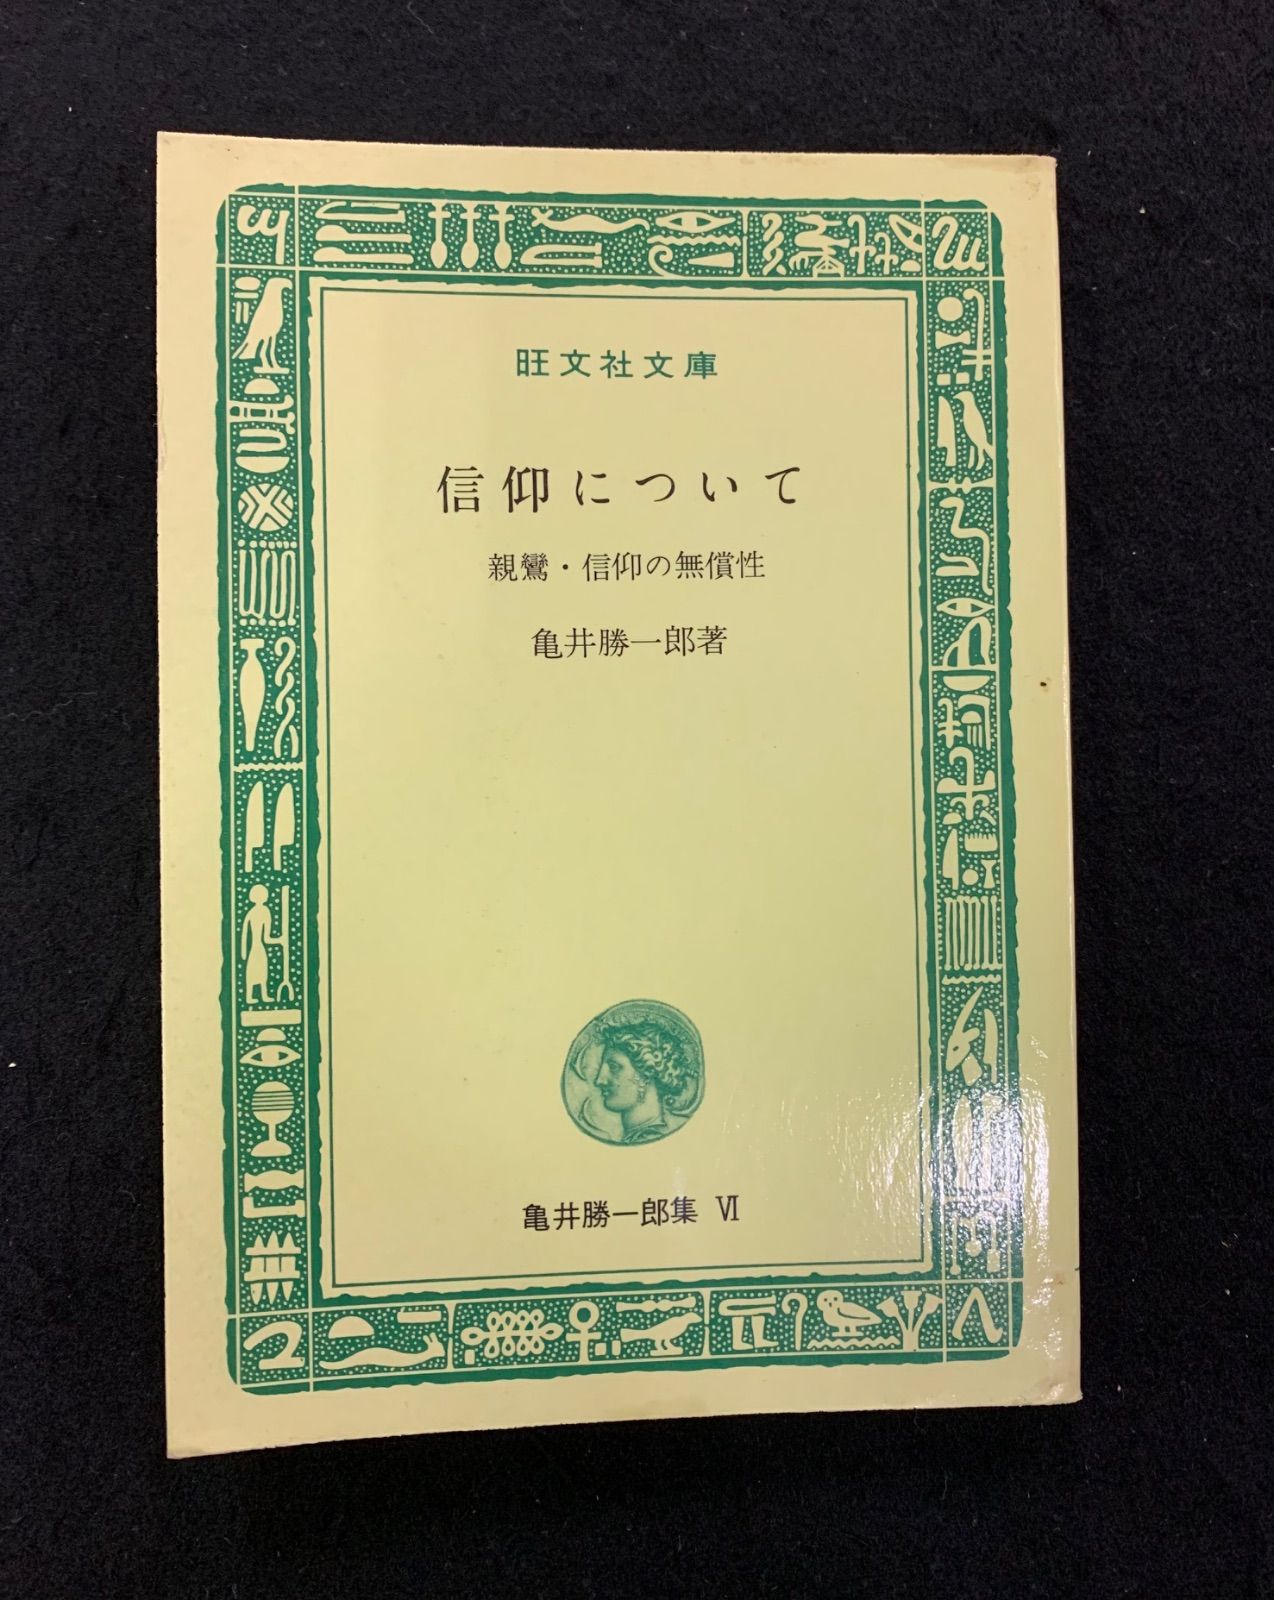 旺文社文庫
信仰について
親鸞・信仰の無償性
亀井勝一郎著
亀井勝一郎集 Ⅵ